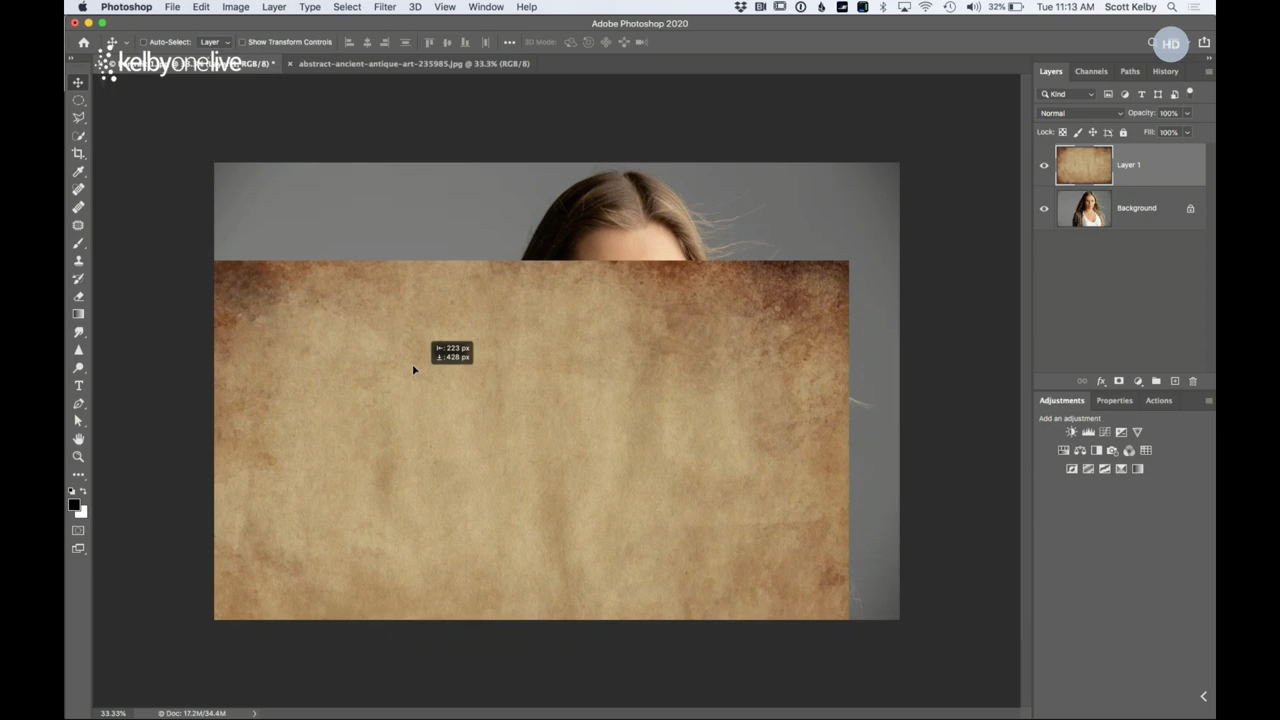 Photoshop File Edit Image Layer Type Select Filter 3D View Window Help 32% Tue 11:13 AM Scott Kelby
Adobe Photoshop 2020
Auto-Select: Layer Show Transform Controls 3D Mode: HD
kelbyonelive
RGB/8) * × abstract-ancient-antique-art-235985.jpg @ 33.3% (RGB/8)
Layers Channels Paths History
Kind
Normal Opacity: 100%
Lock: Fill: 100%
Layer 1
Background
223 px
428 px
Adjustments Properties Actions
Add an adjustment
33.33% Doc: 17.2M/34.4M